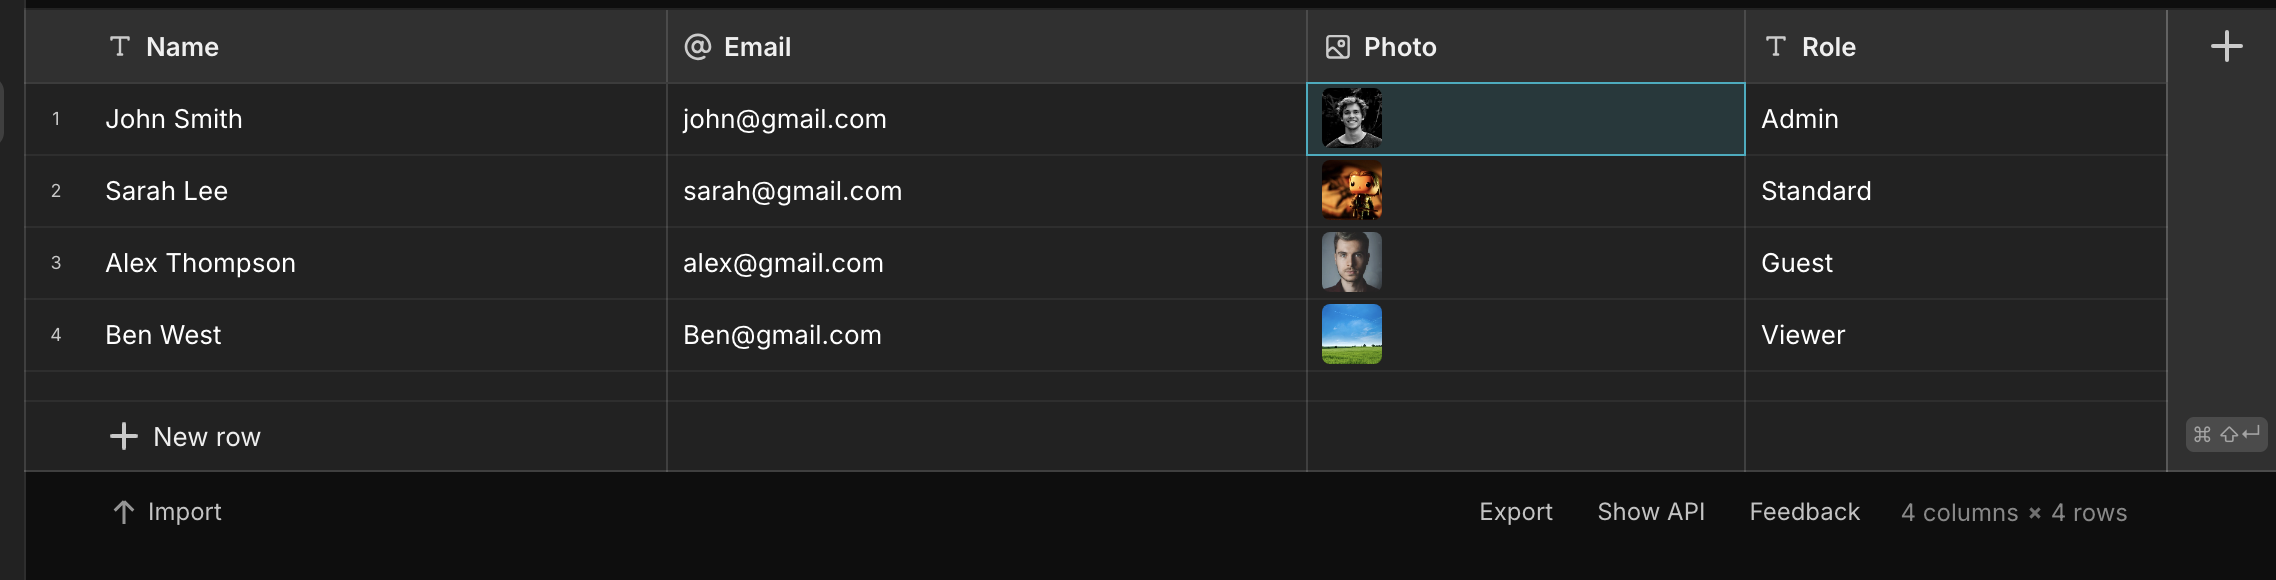 Name Email Photo Role
1 John Smith john@gmail.com Admin
2 Sarah Lee sarah@gmail.com Standard
3 Alex Thompson alex@gmail.com Guest
4 Ben West Ben@gmail.com Viewer
New row ⌘ ⇧ ↵
Import Export Show API Feedback 4 columns × 4 rows